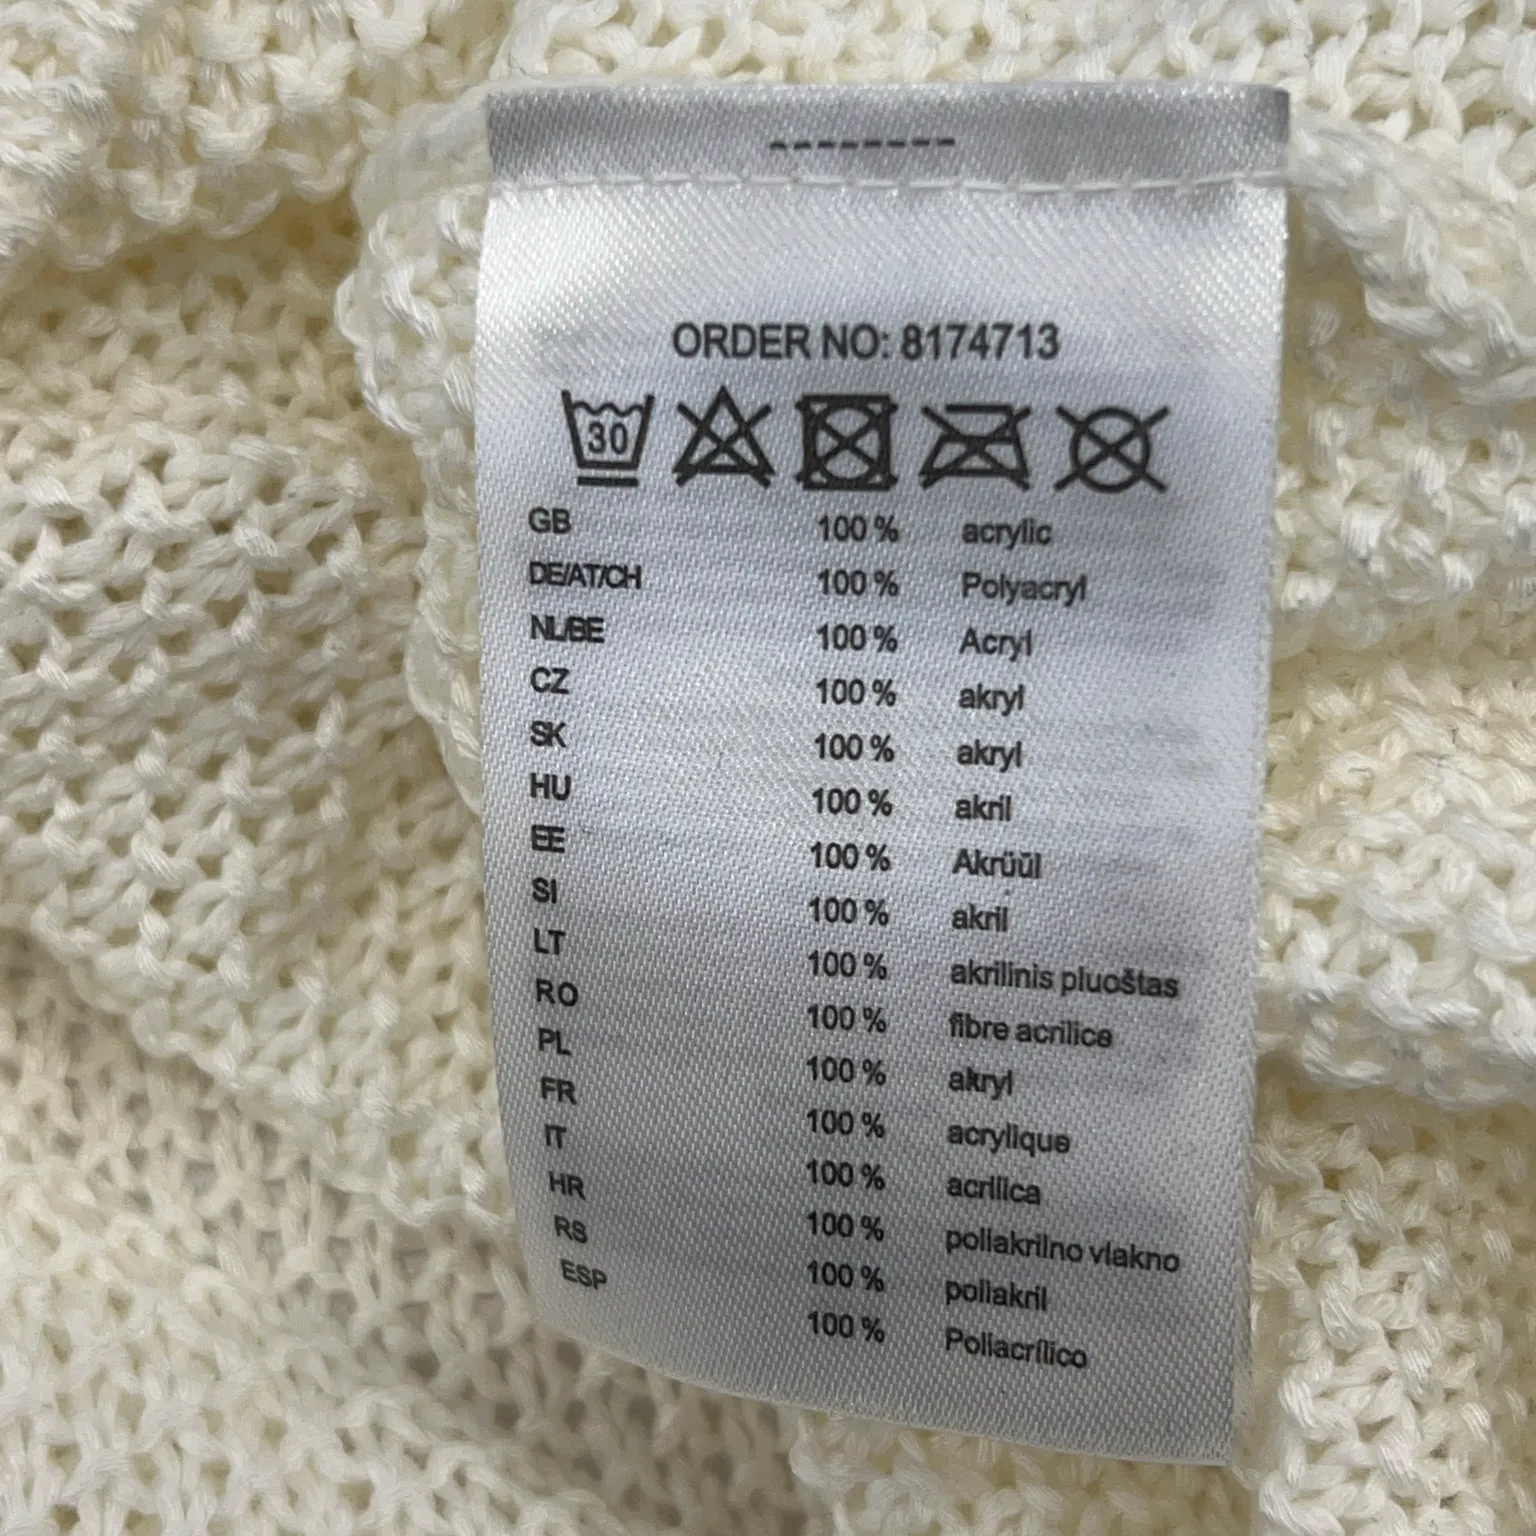 ORDER NO: 8174713
30
GB 100 % acrylic
DE/AT/CH 100 % Polyacryl
NL/BE 100 % Acryl
CZ 100 % akryl
SK 100 % akryl
HU 100 % akril
EE 100 % Akrüül
SI 100 % akril
LT 100 % akrilinis pluoštas
RO 100 % fibre acrilice
PL 100 % akryl
FR 100 % acrylique
IT 100 % acrilica
HR 100 % poliakrilno vlakno
RS 100 % poliakril
ESP 100 % Poliacrílico